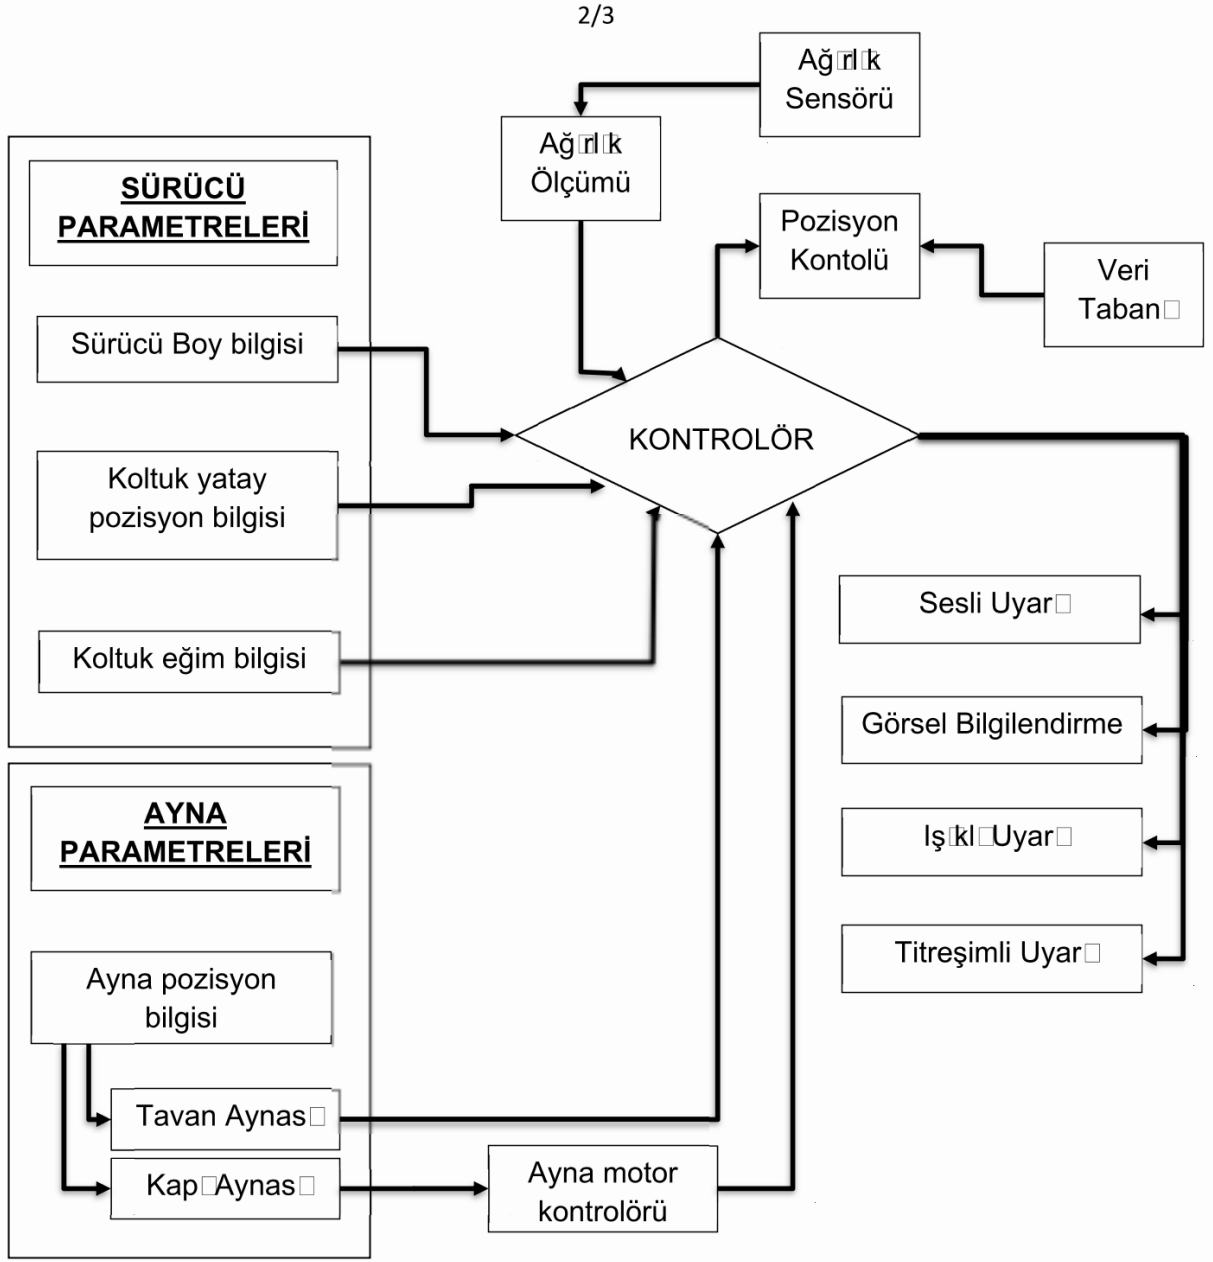 2/3
Ağ□rl□k
Sensörü
Ağ□rl□k
Ölçümü
SÜRÜCÜ
PARAMETRELERİ
Pozisyon
Kontolü
Veri
Taban□
Sürücü Boy bilgisi
KONTROLÖR
Koltuk yatay
pozisyon bilgisi
Koltuk eğim bilgisi
Sesli Uyar□
Görsel Bilgilendirme
Iş□kl□ Uyar□
Titreşimli Uyar□
AYNA
PARAMETRELERİ
Ayna pozisyon
bilgisi
Tavan Aynas□
Kap□ Aynas□
Ayna motor
kontrolörü